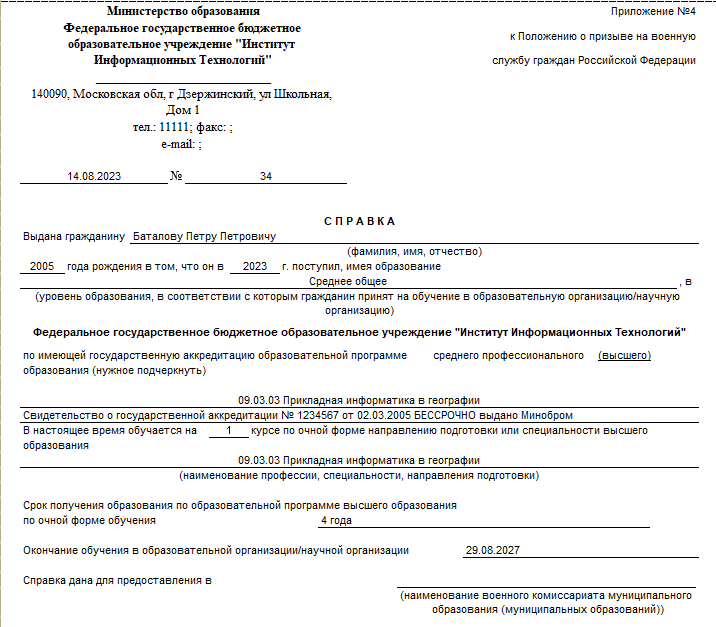 Министерство образования
Федеральное государственное бюджетное
образовательное учреждение "Институт
Информационных Технологий"
140090, Московская обл, г Дзержинский, ул Школьная,
Дом 1
тел.: 11111; факс: ;
e-mail: ;
14.08.2023 № 34
Приложение №4
к Положению о призыве на военную
службу граждан Российской Федерации
С П Р А В К А
Выдана гражданину Баталову Петру Петровичу
(фамилия, имя, отчество)
2005 года рождения в том, что он в 2023 г. поступил, имея образование
Среднее общее , в
(уровень образования, в соответствии с которым гражданин принят на обучение в образовательную организацию/научную
организацию)
Федеральное государственное бюджетное образовательное учреждение "Институт Информационных Технологий"
по имеющей государственную аккредитацию образовательной программе среднего профессионального (высшего)
образования (нужное подчеркнуть)
09.03.03 Прикладная информатика в географии
Свидетельство о государственной аккредитации № 1234567 от 02.03.2005 БЕССРОЧНО выдано Минобром
В настоящее время обучается на 1 курсе по очной форме направлению подготовки или специальности высшего
образования
09.03.03 Прикладная информатика в географии
(наименование профессии, специальности, направления подготовки)
Срок получения образования по образовательной программе высшего образования
по очной форме обучения 4 года
Окончание обучения в образовательной организации/научной организации 29.08.2027
Справка дана для предоставления в
(наименование военного комиссариата муниципального
образования (муниципальных образований))